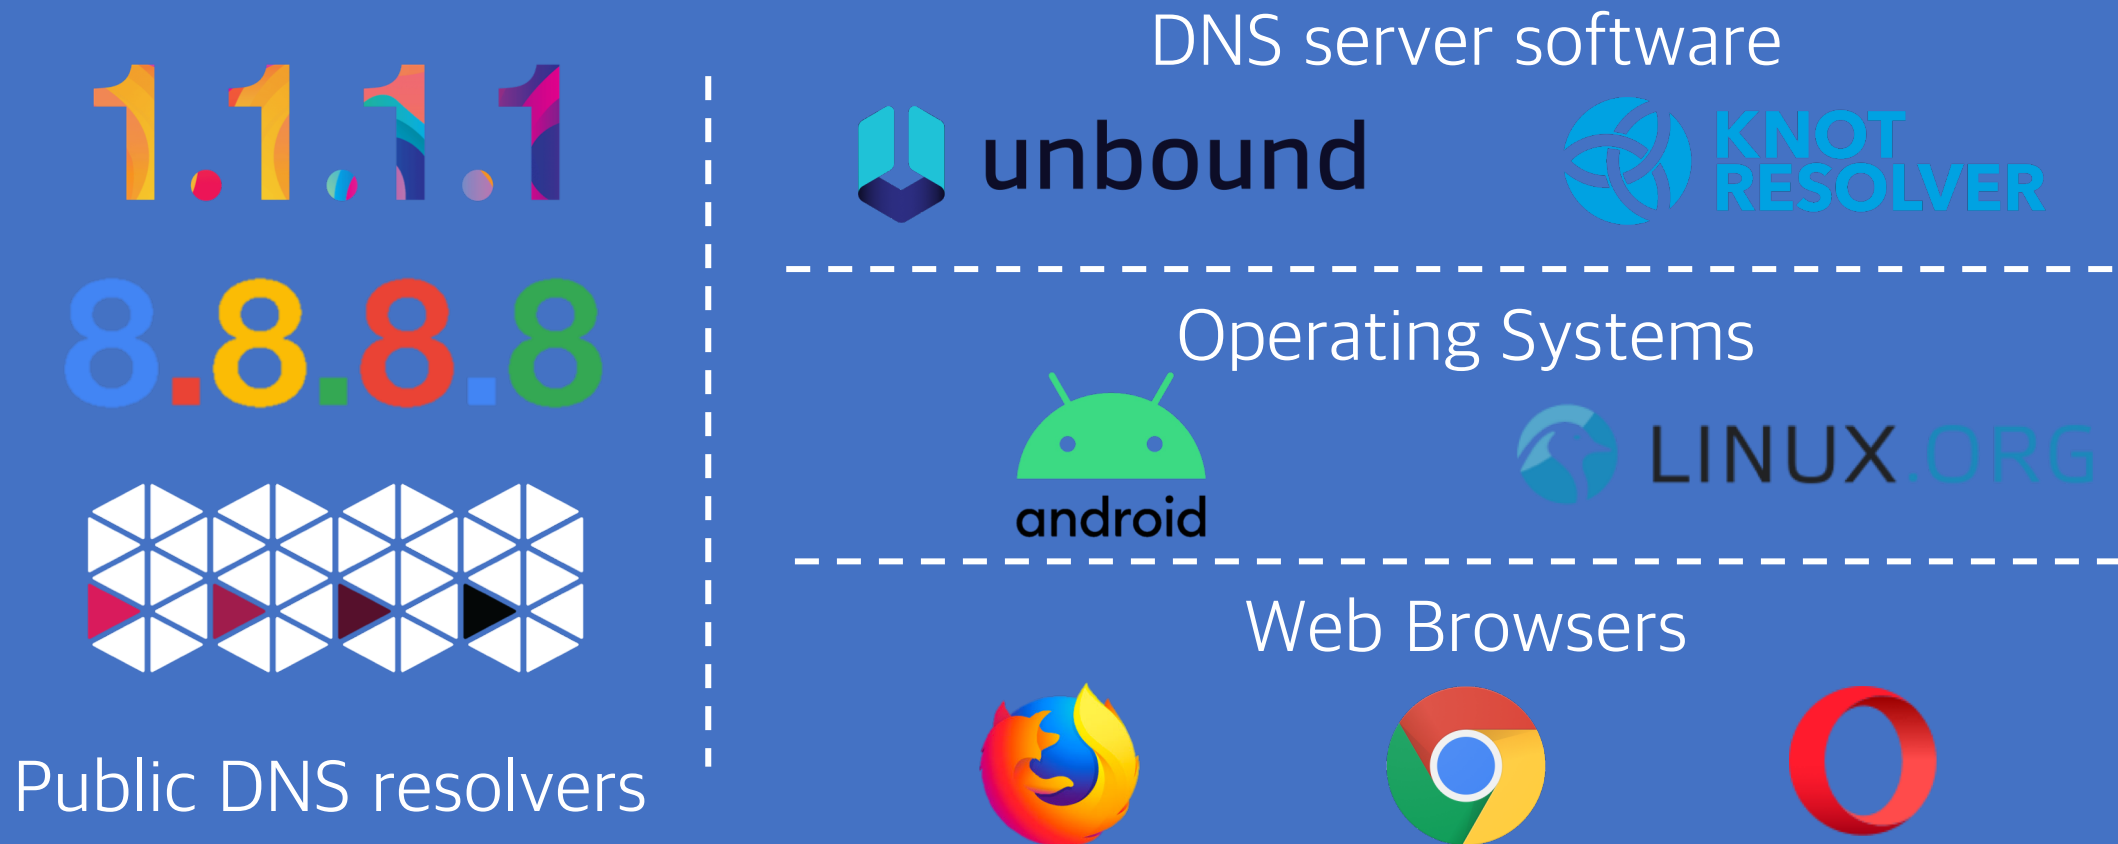 1.1.1.1
8.8.8.8
Public DNS resolvers
DNS server software
unbound
KNOT
RESOLVER
Operating Systems
android
LINUX.ORG
Web Browsers